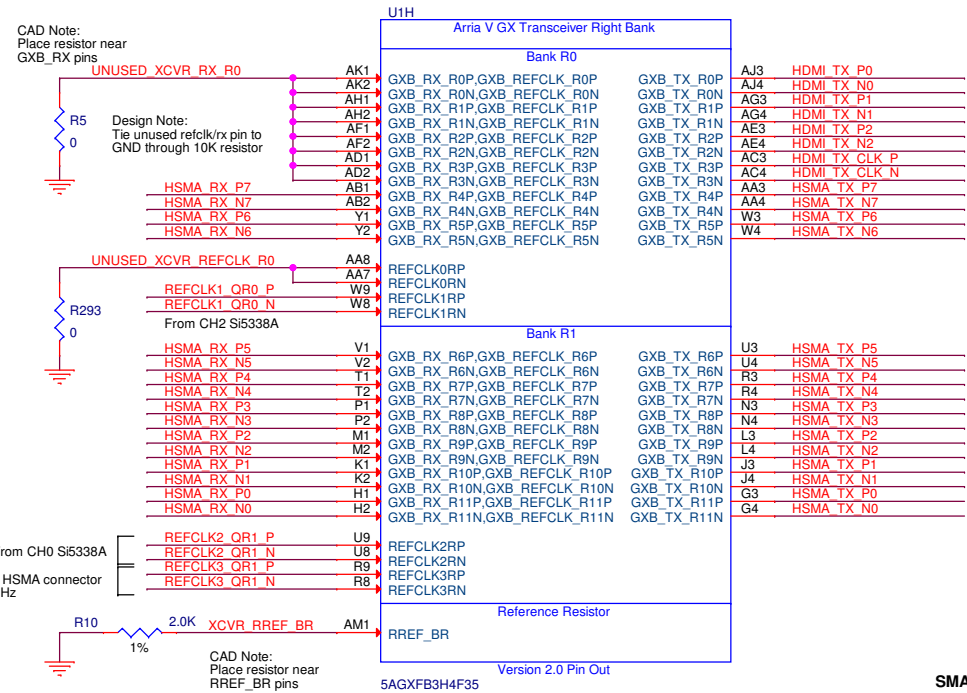 U1H
Arria V GX Transceiver Right Bank
CAD Note:
Place resistor near
GXB_RX pins
Bank R0
UNUSED_XCVR_RX_R0 AK1 GXB_RX_R0P,GXB_REFCLK_R0P GXB_TX_R0P AJ3 HDMI_TX_P0
AK2 GXB_RX_R0N,GXB_REFCLK_R0N GXB_TX_R0N AJ4 HDMI_TX_N0
AH1 GXB_RX_R1P,GXB_REFCLK_R1P GXB_TX_R1P AG3 HDMI_TX_P1
AH2 GXB_RX_R1N,GXB_REFCLK_R1N GXB_TX_R1N AG4 HDMI_TX_N1
AF1 GXB_RX_R2P,GXB_REFCLK_R2P GXB_TX_R2P AE3 HDMI_TX_P2
AF2 GXB_RX_R2N,GXB_REFCLK_R2N GXB_TX_R2N AE4 HDMI_TX_N2
AD1 GXB_RX_R3P,GXB_REFCLK_R3P GXB_TX_R3P AC3 HDMI_TX_CLK_P
AD2 GXB_RX_R3N,GXB_REFCLK_R3N GXB_TX_R3N AC4 HDMI_TX_CLK_N
R5
0
Design Note:
Tie unused refclk/rx pin to
GND through 10K resistor
HSMA_RX_P7 AB1 GXB_RX_R4P,GXB_REFCLK_R4P GXB_TX_R4P AA3 HSMA_TX_P7
HSMA_RX_N7 AB2 GXB_RX_R4N,GXB_REFCLK_R4N GXB_TX_R4N AA4 HSMA_TX_N7
HSMA_RX_P6 Y1 GXB_RX_R5P,GXB_REFCLK_R5P GXB_TX_R5P W3 HSMA_TX_P6
HSMA_RX_N6 Y2 GXB_RX_R5N,GXB_REFCLK_R5N GXB_TX_R5N W4 HSMA_TX_N6
UNUSED_XCVR_REFCLK_R0 AA8 REFCLK0RP
AA7 REFCLK0RN
REFCLK1_QR0_P W9 REFCLK1RP
REFCLK1_QR0_N W8 REFCLK1RN
R293
0
From CH2 Si5338A
Bank R1
HSMA_RX_P5 V1 GXB_RX_R6P,GXB_REFCLK_R6P GXB_TX_R6P U3 HSMA_TX_P5
HSMA_RX_N5 V2 GXB_RX_R6N,GXB_REFCLK_R6N GXB_TX_R6N U4 HSMA_TX_N5
HSMA_RX_P4 T1 GXB_RX_R7P,GXB_REFCLK_R7P GXB_TX_R7P R3 HSMA_TX_P4
HSMA_RX_N4 T2 GXB_RX_R7N,GXB_REFCLK_R7N GXB_TX_R7N R4 HSMA_TX_N4
HSMA_RX_P3 P1 GXB_RX_R8P,GXB_REFCLK_R8P GXB_TX_R8P N3 HSMA_TX_P3
HSMA_RX_N3 P2 GXB_RX_R8N,GXB_REFCLK_R8N GXB_TX_R8N N4 HSMA_TX_N3
HSMA_RX_P2 M1 GXB_RX_R9P,GXB_REFCLK_R9P GXB_TX_R9P L3 HSMA_TX_P2
HSMA_RX_N2 M2 GXB_RX_R9N,GXB_REFCLK_R9N GXB_TX_R9N L4 HSMA_TX_N2
HSMA_RX_P1 K1 GXB_RX_R10P,GXB_REFCLK_R10P GXB_TX_R10P J3 HSMA_TX_P1
HSMA_RX_N1 K2 GXB_RX_R10N,GXB_REFCLK_R10N GXB_TX_R10N J4 HSMA_TX_N1
HSMA_RX_P0 H1 GXB_RX_R11P,GXB_REFCLK_R11P GXB_TX_R11P G3 HSMA_TX_P0
HSMA_RX_N0 H2 GXB_RX_R11N,GXB_REFCLK_R11N GXB_TX_R11N G4 HSMA_TX_N0
REFCLK2_QR1_P U9 REFCLK2RP
rom CH0 Si5338A REFCLK2_QR1_N U8 REFCLK2RN
REFCLK3_QR1_P R9 REFCLK3RP
HSMA connector REFCLK3_QR1_N R8 REFCLK3RN
Hz
Reference Resistor
R10 2.0K XCVR_RREF_BR AM1 RREF_BR
1%
CAD Note:
Place resistor near
RREF_BR pins
Version 2.0 Pin Out
5AGXFB3H4F35
SMA